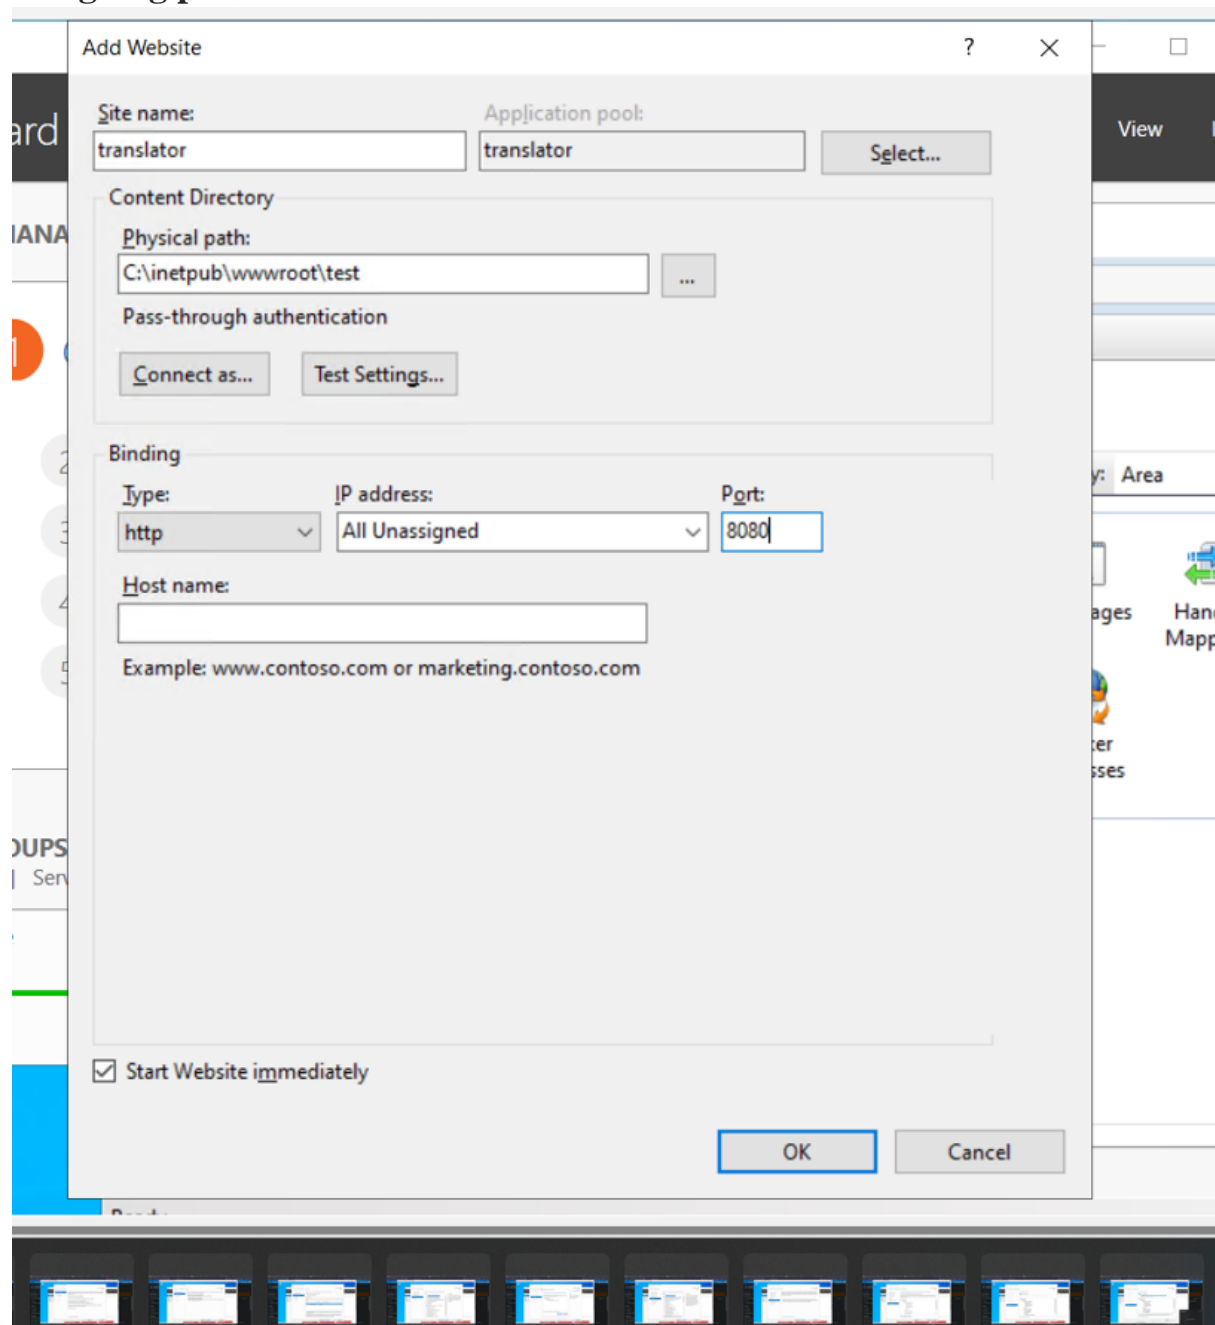 Add Website
?
Site name:
Application pool:
View
translator
translator
Select...
Content Directory
Physical path:
C:\inetpub\wwwroot\test
...
Pass-through authentication
Connect as...
Test Settings...
Binding
Type:
IP address:
Port:
Area
http
All Unassigned
8080
Host name:
Example: www.contoso.com or marketing.contoso.com
Start Website immediately
OK
Cancel